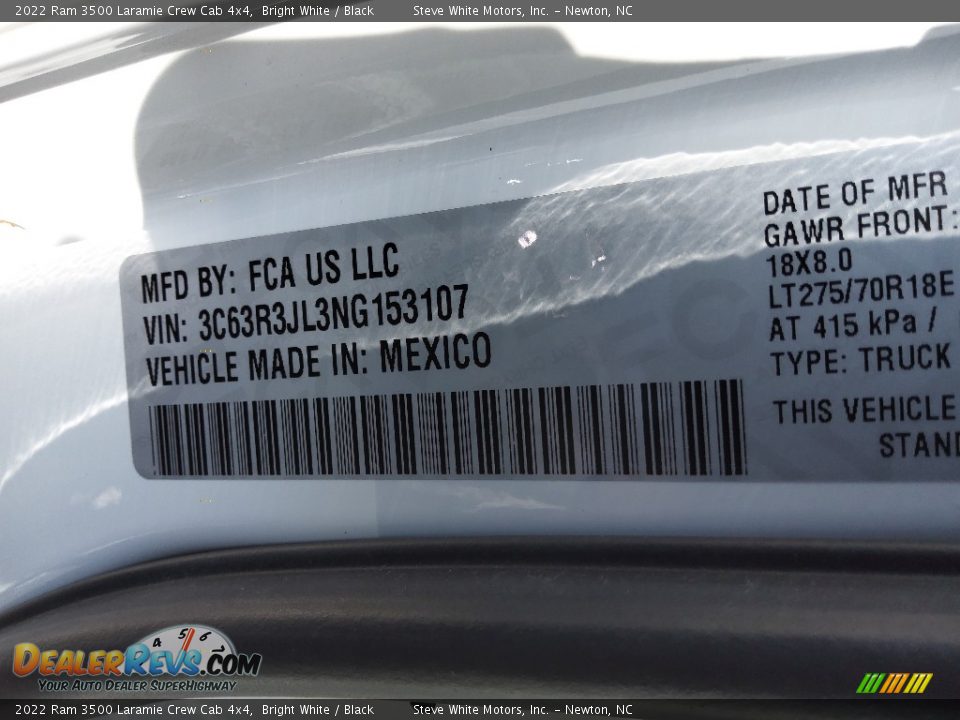 2022 Ram 3500 Laramie Crew Cab 4x4, Bright White / Black Steve White Motors, Inc. - Newton, NC
MFD BY: FCA US LLC
VIN: 3C63R3JL3NG153107
VEHICLE MADE IN: MEXICO
DATE OF MFR
GAWR FRONT:
18X8.0
LT275/70R18E
AT 415 kPa /
TYPE: TRUCK
THIS VEHICLE
STAND
4 5 6
DEALERREVS.COM
YOUR AUTO DEALER SUPERHIGHWAY
2022 Ram 3500 Laramie Crew Cab 4x4, Bright White / Black Steve White Motors, Inc. - Newton, NC